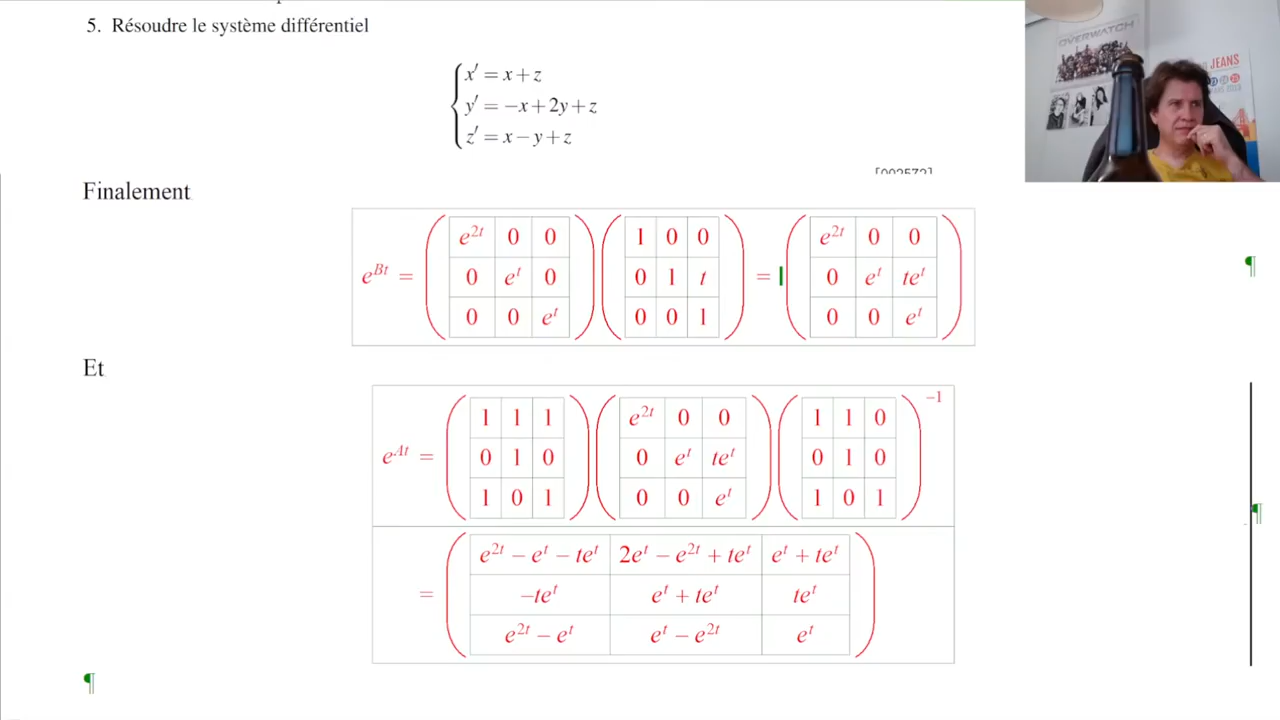 5. Résoudre le système différentiel
OVERWATCH
JEANS
x′ = x + z
y′ = −x + 2y + z
z′ = x − y + z
[002572]
Finalement
e^{Bt} = ( e^{2t} 0 0 ) ( 1 0 0 ) = ( e^{2t} 0 0 )
( 0 e^t 0 ) ( 0 1 t ) ( 0 e^t te^t )
( 0 0 e^t ) ( 0 0 1 ) ( 0 0 e^t )
¶
Et
e^{At} = ( 1 1 1 ) ( e^{2t} 0 0 ) ( 1 1 0 )^{−1}
( 0 1 0 ) ( 0 e^t te^t ) ( 0 1 0 )
( 1 0 1 ) ( 0 0 e^t ) ( 1 0 1 )
¶
= ( e^{2t} − e^t − te^t 2e^t − e^{2t} + te^t e^t + te^t )
( −te^t e^t + te^t te^t )
( e^{2t} − e^t e^t − e^{2t} e^t )
¶